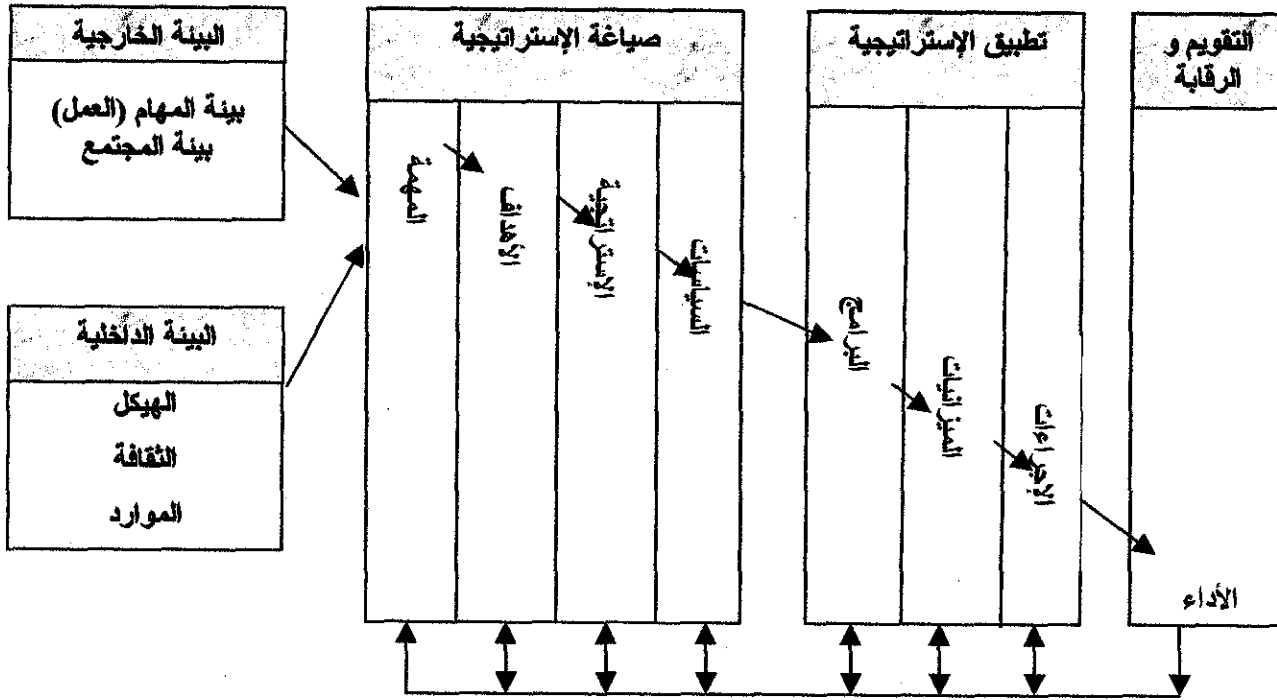 البيئة الخارجية
بيئة المهام (العمل)
بيئة المجتمع
البيئة الداخلية
الهيكل
الثقافة
الموارد
صياغة الإستراتيجية
المهمة
الأهداف
الإستراتجية
السياسات
تطبيق الإستراتيجية
البرامج
الميزانيات
الإجراءات
التقويم و
الرقابة
الأداء